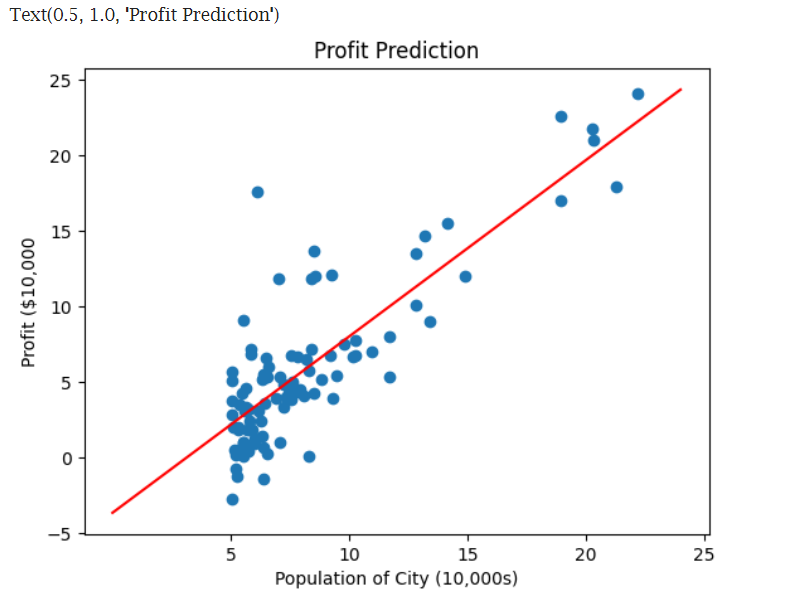 Text(0.5, 1.0, 'Profit Prediction')
Profit Prediction
25
20
15
10
5
0
−5
Profit ($10,000
5 10 15 20 25
Population of City (10,000s)